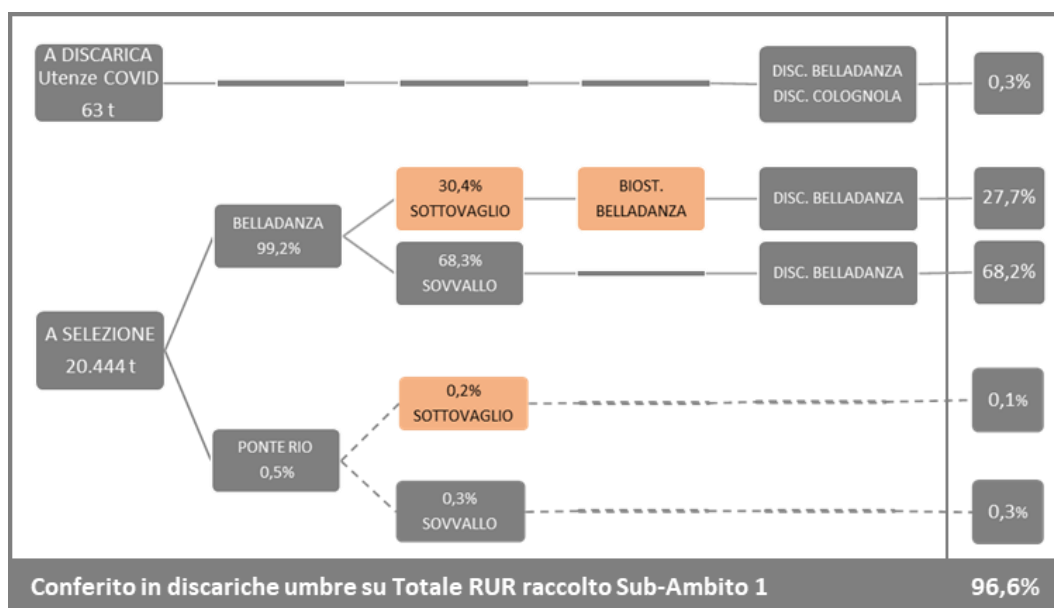 A DISCARICA
Utenze COVID
63 t
DISC. BELLADANZA
DISC. COLOGNOLA
0,3%
30,4%
SOTTOVAGLIO
BIOST.
BELLADANZA
DISC. BELLADANZA
27,7%
BELLADANZA
99,2%
68,3%
SOVVALLO
DISC. BELLADANZA
68,2%
A SELEZIONE
20.444 t
0,2%
SOTTOVAGLIO
0,1%
PONTE RIO
0,5%
0,3%
SOVVALLO
0,3%
Conferito in discariche umbre su Totale RUR raccolto Sub-Ambito 1
96,6%